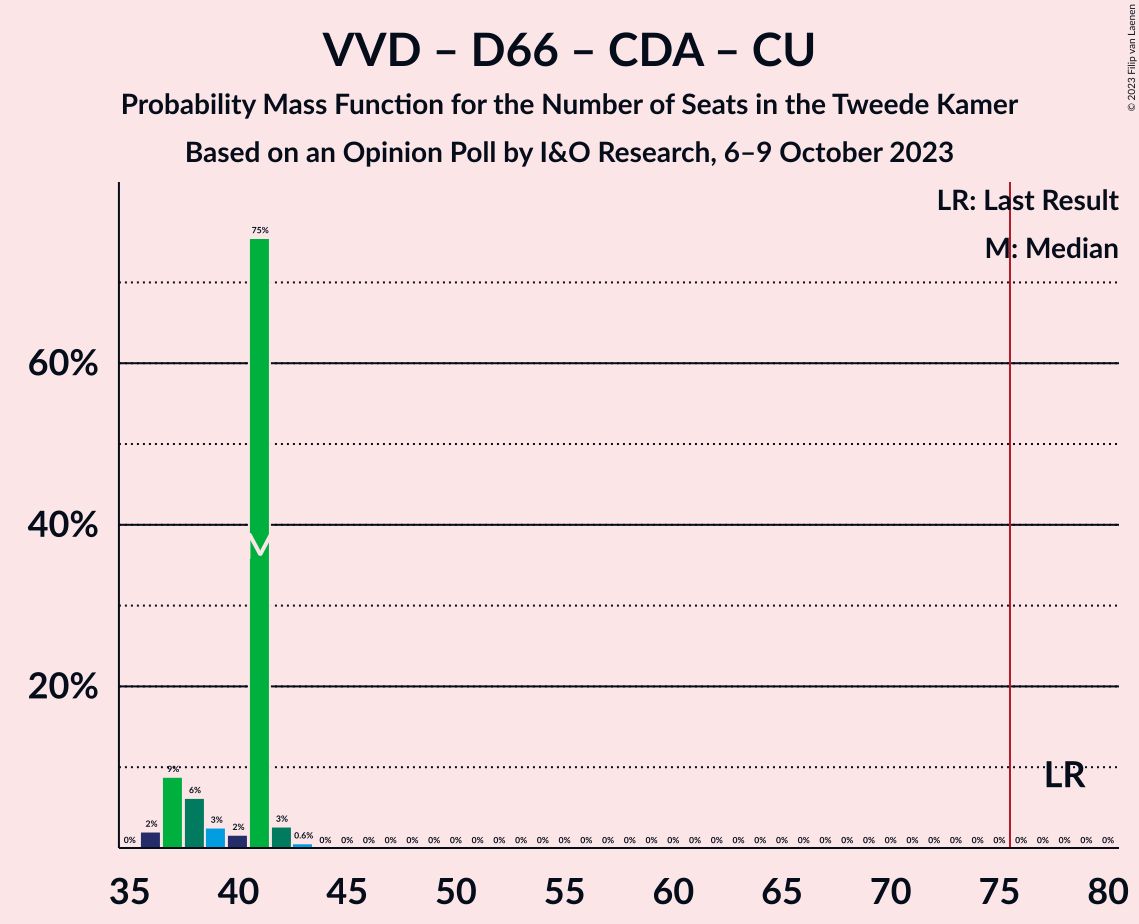 VVD – D66 – CDA – CU
Probability Mass Function for the Number of Seats in the Tweede Kamer
Based on an Opinion Poll by I&O Research, 6–9 October 2023
© 2023 Filip van Laenen
LR: Last Result
M: Median
60%
40%
20%
0% 2% 9% 6% 3% 2% 75% 3% 0.6% 0% 0% 0% 0% 0% 0% 0% 0% 0% 0% 0% 0% 0% 0% 0% 0% 0% 0% 0% 0% 0% 0% 0% 0% 0% 0% 0% 0% 0% 0% 0% 0% 0% 0% 0% 0% 0%
LR
35 40 45 50 55 60 65 70 75 80